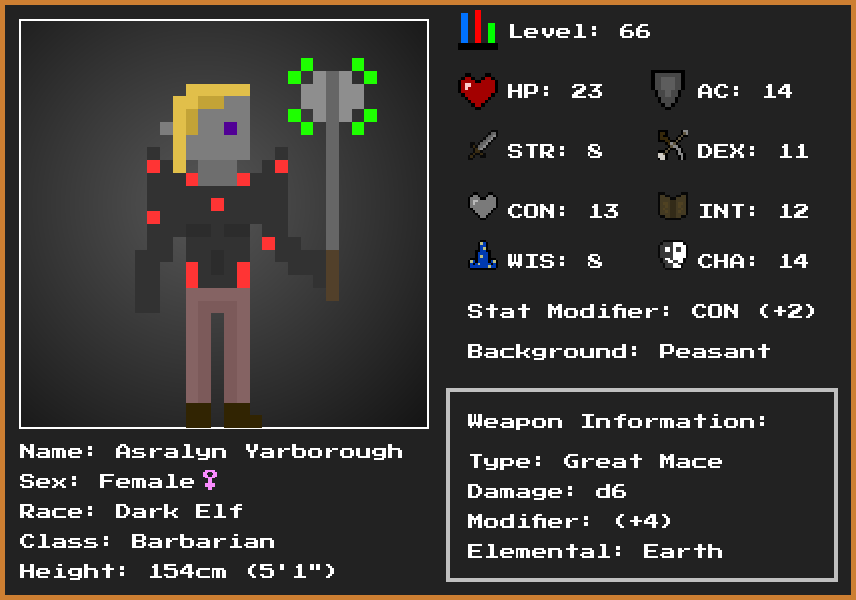 Level: 66
HP: 23 AC: 14
STR: 8 DEX: 11
CON: 13 INT: 12
WIS: 8 CHA: 14
Stat Modifier: CON (+2)
Background: Peasant
Weapon Information:
Type: Great Mace
Damage: d6
Modifier: (+4)
Elemental: Earth
Name: Asralyn Yarborough
Sex: Female♀
Race: Dark Elf
Class: Barbarian
Height: 154cm (5'1")